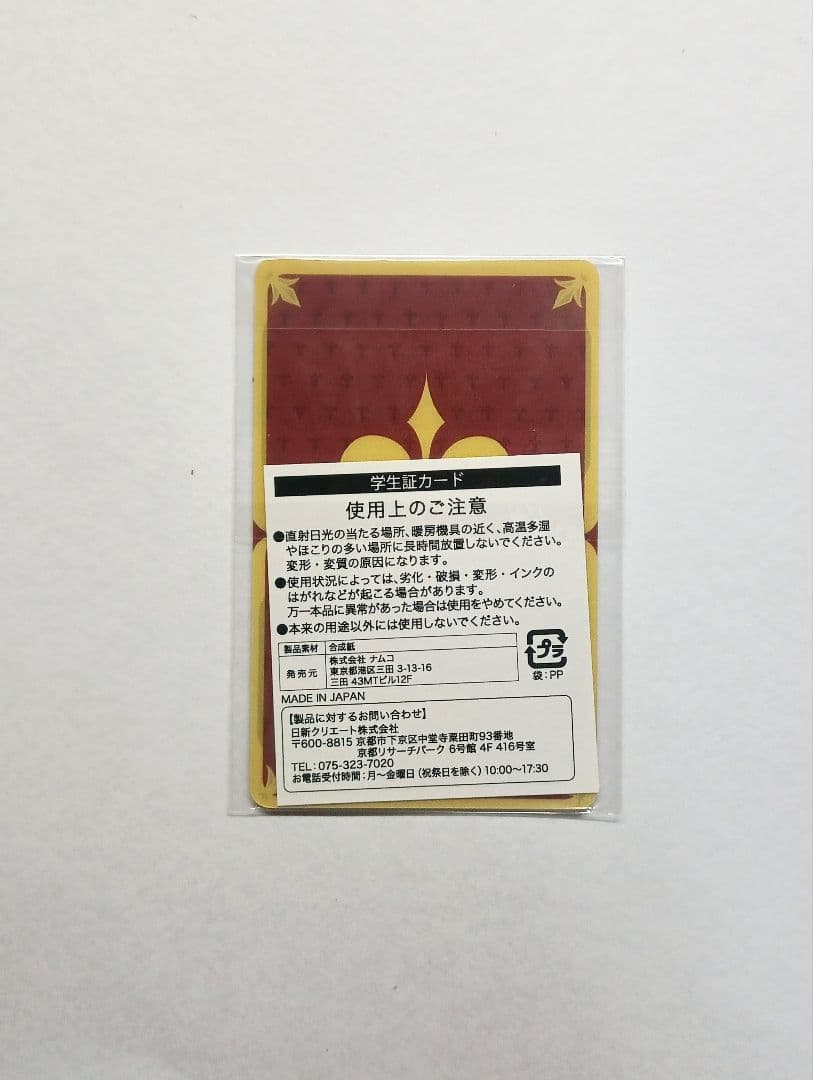 学生証カード
使用上のご注意
●直射日光の当たる場所、暖房機具の近く、高温多湿
やほこりの多い場所に長時間放置しないでください。
変形・変質の原因になります。
●使用状況によっては、劣化・破損・変形・インクの
はがれなどが起こる場合があります。
万一本品に異常があった場合は使用をやめてください。
●本来の用途以外には使用しないでください。
製品素材 合成紙
発売元 株式会社 ナムコ
東京都港区三田 3-13-16
三田 43MTビル12F
プラ
袋:PP
MADE IN JAPAN
【製品に対するお問い合わせ】
日新クリエート株式会社
〒600-8815 京都市下京区中堂寺粟田町93番地
京都リサーチパーク 6号館 4F 416号室
TEL:075-323-7020
お電話受付時間:月~金曜日(祝祭日を除く)10:00~17:30